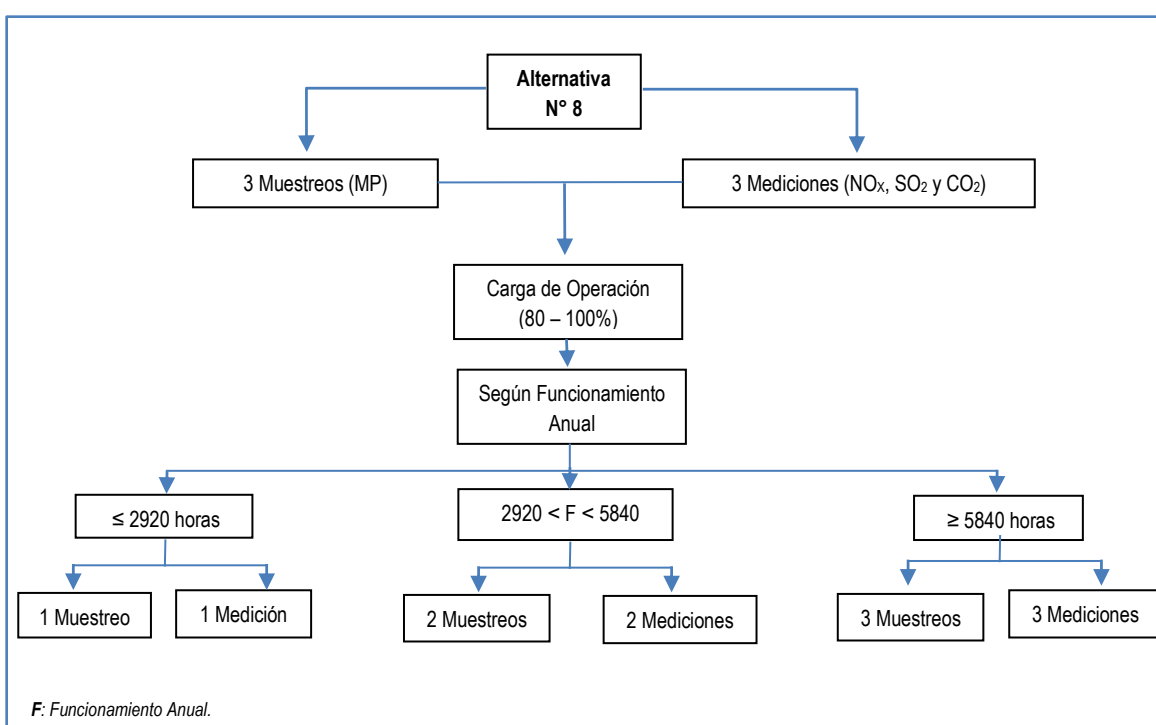 Alternativa
N° 8
3 Muestreos (MP)
3 Mediciones (NOX, SO2 y CO2)
Carga de Operación
(80 – 100%)
Según Funcionamiento
Anual
≤ 2920 horas
2920 < F < 5840
≥ 5840 horas
1 Muestreo
1 Medición
2 Muestreos
2 Mediciones
3 Muestreos
3 Mediciones
F: Funcionamiento Anual.